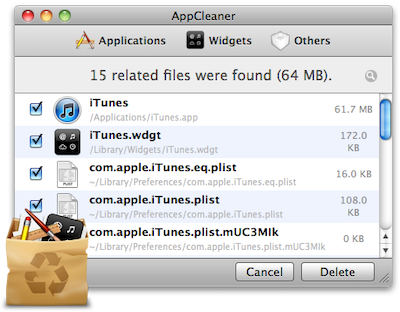 AppCleaner
Applications Widgets Others
15 related files were found (64 MB).
iTunes
/Applications/iTunes.app
61.7 MB
iTunes.wdgt
/Library/Widgets/iTunes.wdgt
172.0
KB
com.apple.iTunes.eq.plist
~/Library/Preferences/com.apple.iTunes.eq.plist
16.0 KB
PLIST
com.apple.iTunes.plist
~/Library/Preferences/com.apple.iTunes.plist
108.0
KB
com.apple.iTunes.plist.mUC3MIk
~/Library/Preferences/com.apple.iTunes.plist.mUC3MIk
0 KB
Cancel Delete